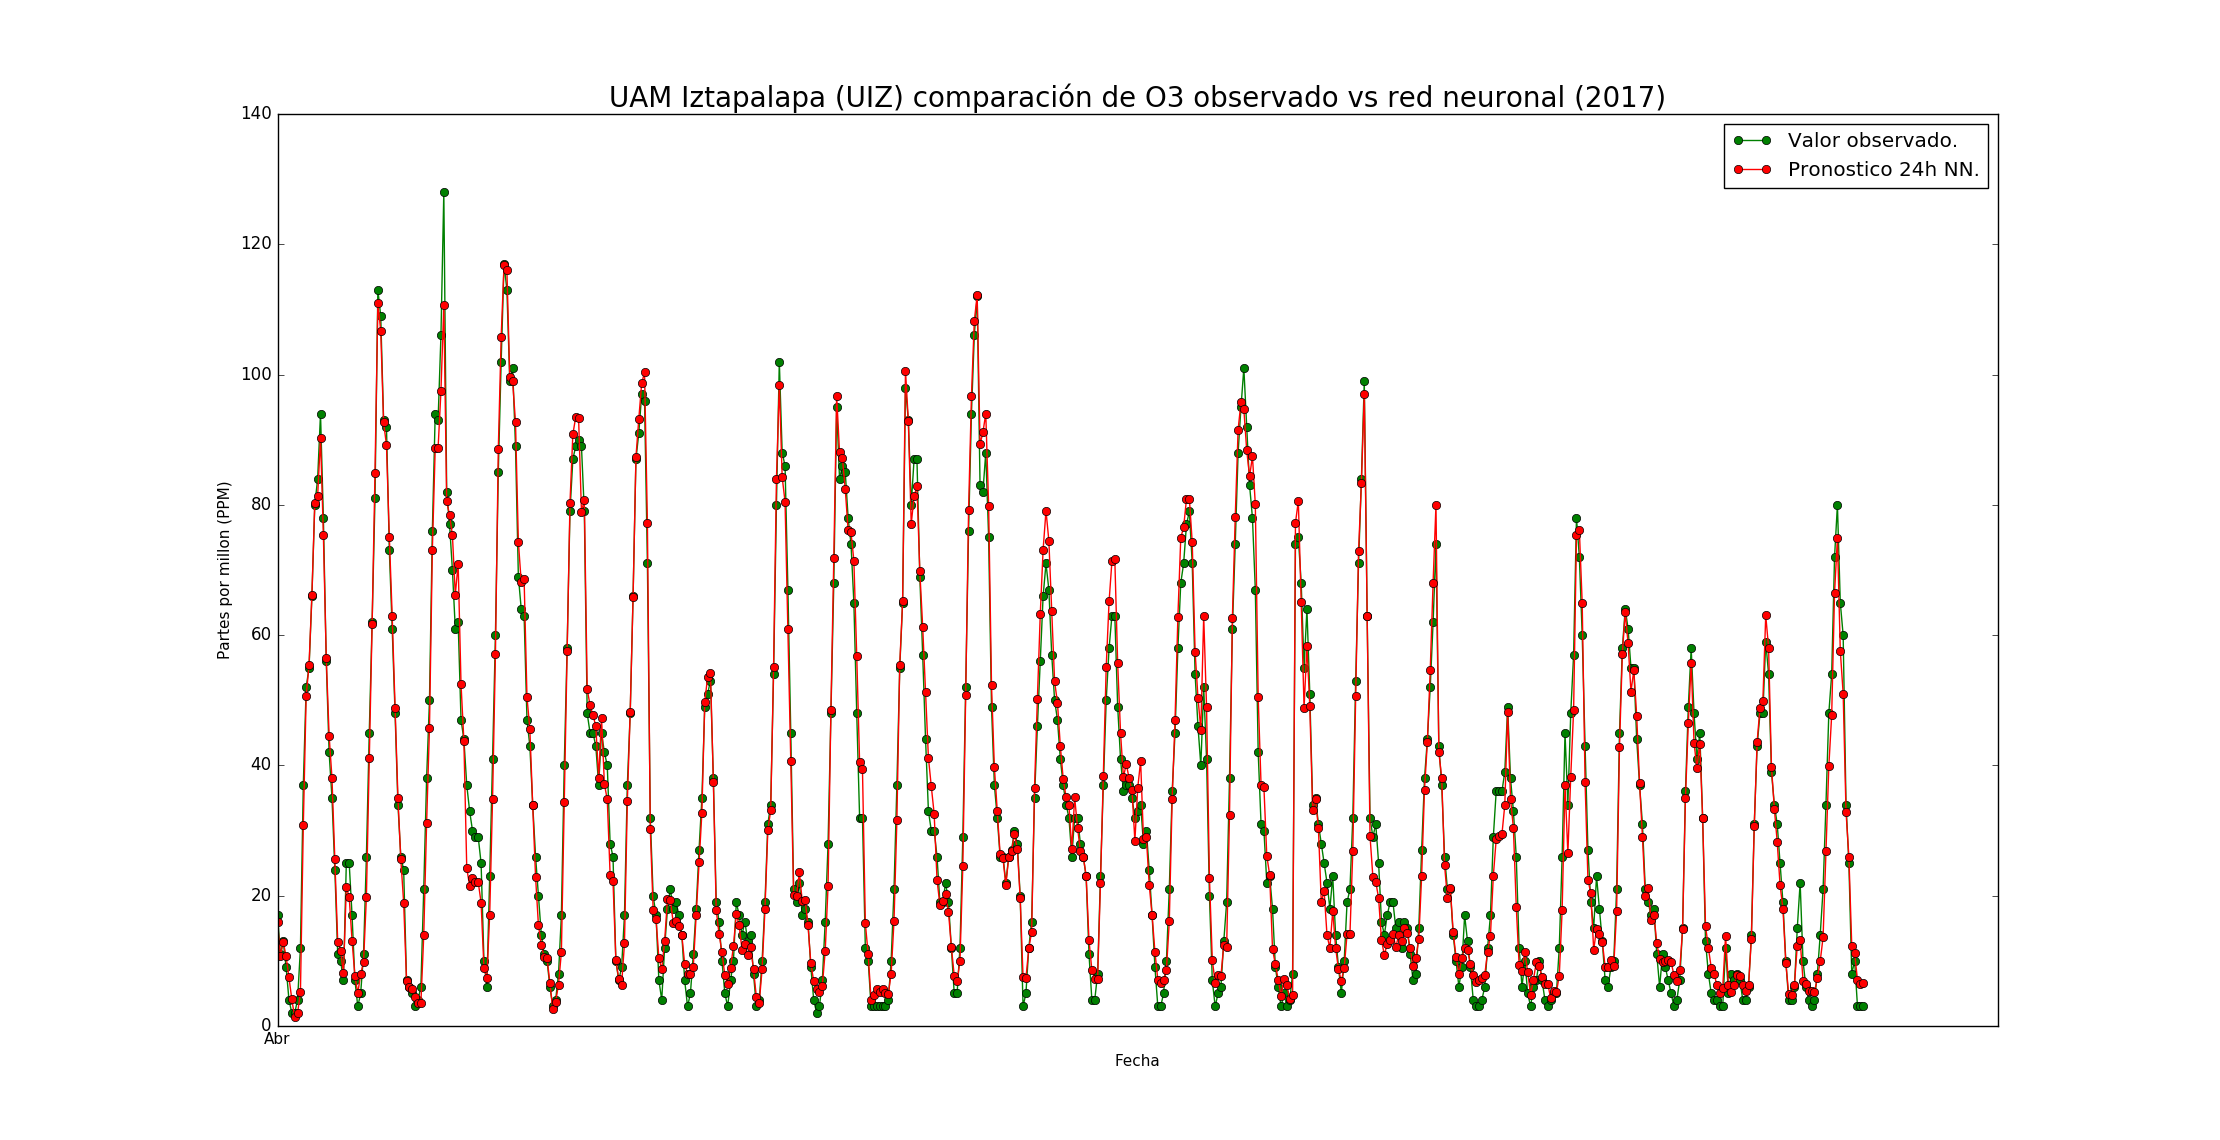 UAM Iztapalapa (UIZ) comparación de O3 observado vs red neuronal (2017)
140
120
100
80
60
40
20
0
Partes por millon (PPM)
Valor observado.
Pronostico 24h NN.
Abr
Fecha